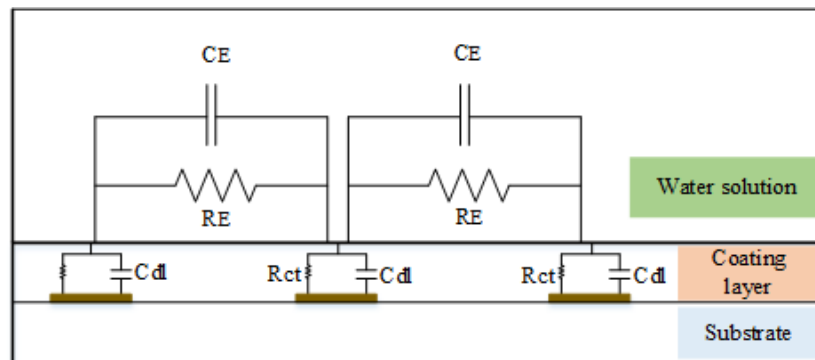 CE
CE
RE
RE
Water solution
Cdl
Rct
Cdl
Rct
Cdl
Coating
layer
Substrate